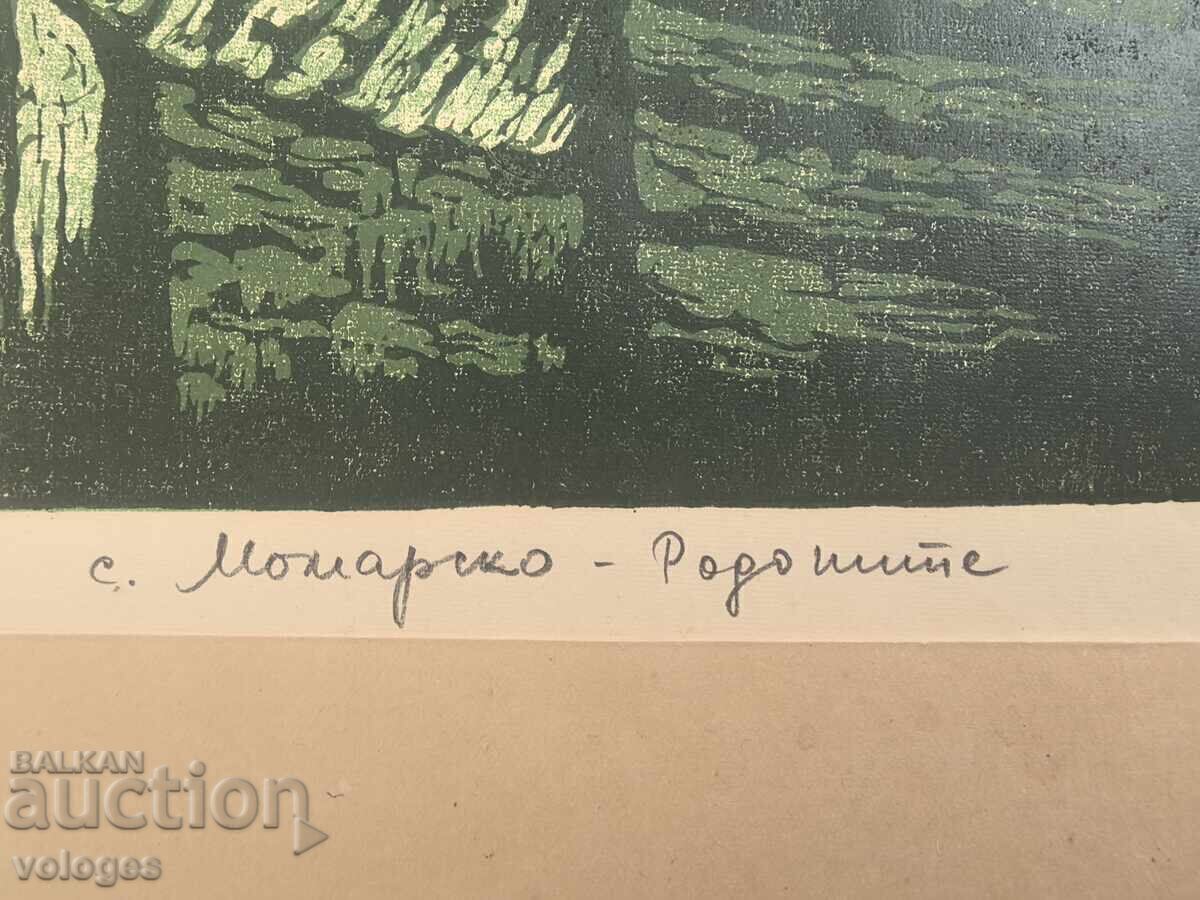 с. Момарско - Родопите
BALKAN
auction
vologes